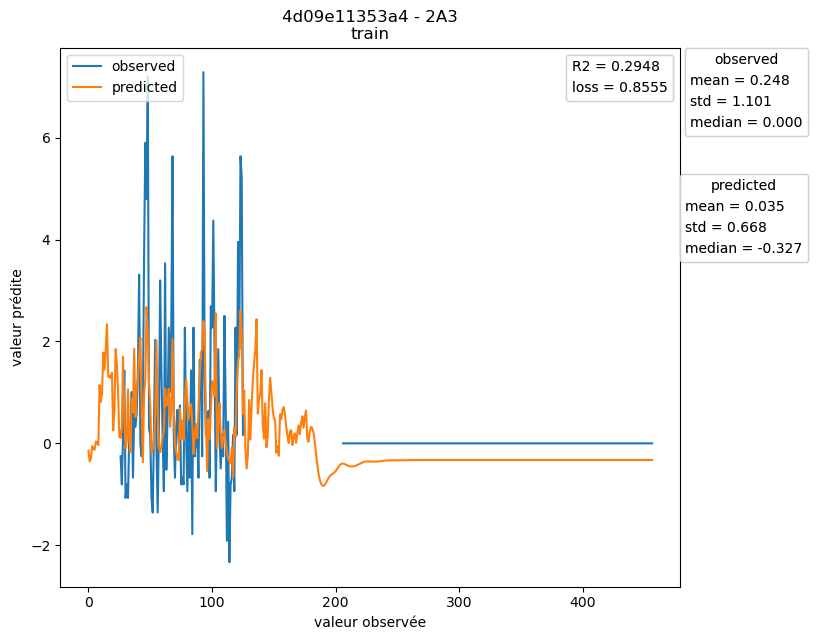 4d09e11353a4 - 2A3
train
observed
predicted
R2 = 0.2948
loss = 0.8555
observed
mean = 0.248
std = 1.101
median = 0.000
predicted
mean = 0.035
std = 0.668
median = -0.327
valeur prédite
6
4
2
0
−2
0 100 200 300 400
valeur observée